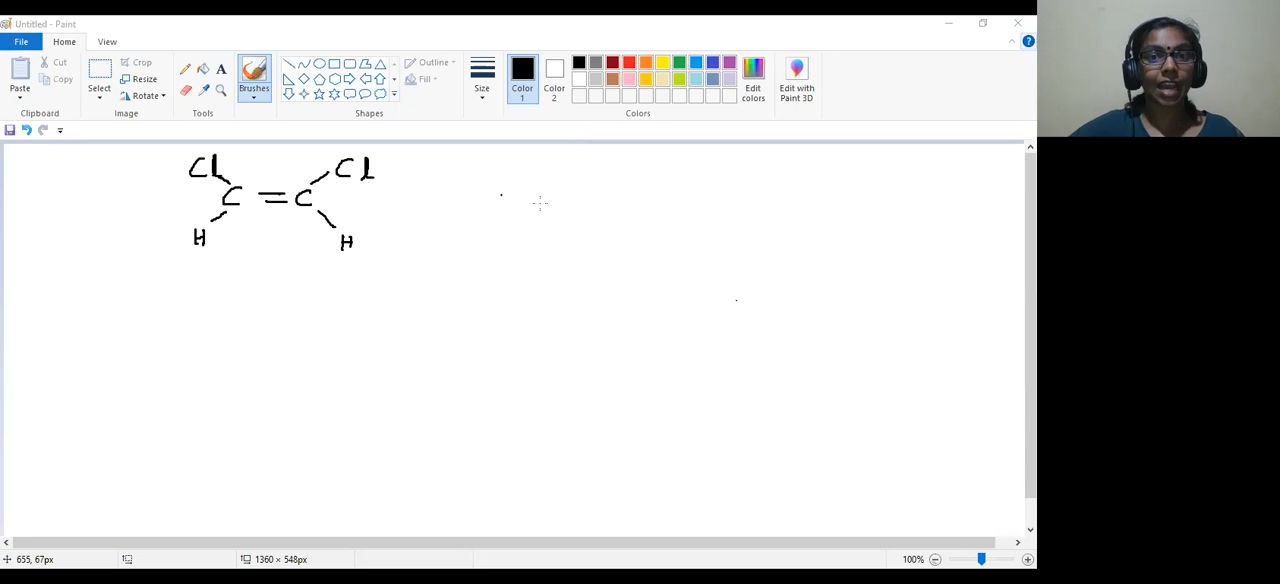 Untitled - Paint
File Home View
Cut
Copy
Paste
Clipboard
Crop
Resize
Rotate
Select
Image
A
Tools
Brushes
Outline
Fill
Shapes
Size
Color 1
Color 2
Edit colors
Colors
Edit with Paint 3D
Cl Cl
C = C
H H
655, 67px
1360 × 548px
100%